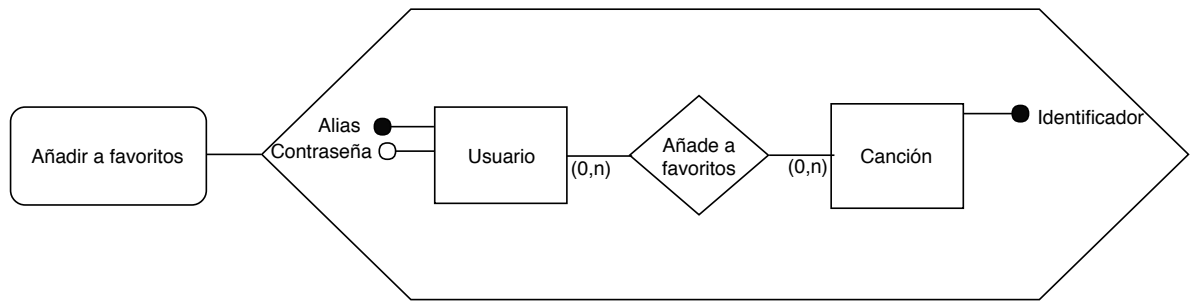 Añadir a favoritos
Alias
Contraseña
Usuario
(0,n)
Añade a
favoritos
(0,n)
Canción
Identificador